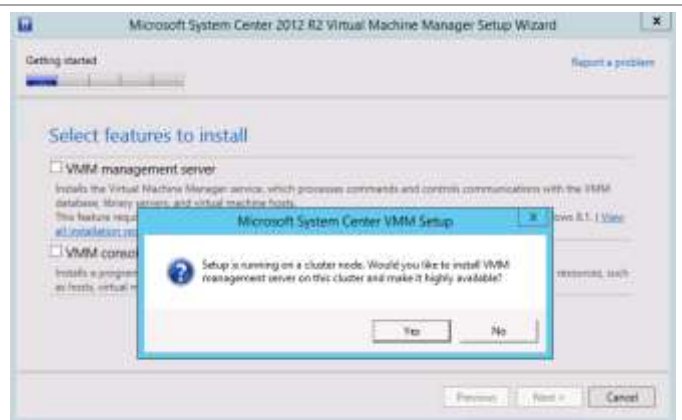 Microsoft System Center 2012 R2 Virtual Machine Manager Setup Wizard
Getting started
Report a problem
Select features to install
VMM management server
Installs the Virtual Machine Manager service, which processes commands and controls communications with the VMM
database, library servers, and virtual machine hosts.
This feature
Microsoft System Center VMM Setup
8.1. | View
all installation
VMM
Installs a program
resources, such
as hosts, virtual
Setup is running on a cluster node. Would you like to install VMM
management server on this cluster and make it highly available?
Yes
No
Previous
Next >
Cancel